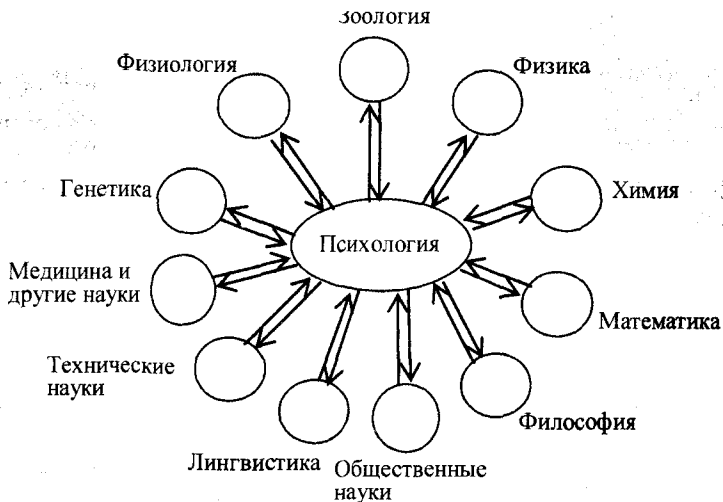 Зоология
Физиология
Физика
Генетика
Химия
Психология
Медицина и
другие науки
Математика
Технические
науки
Философия
Лингвистика
Общественные
науки